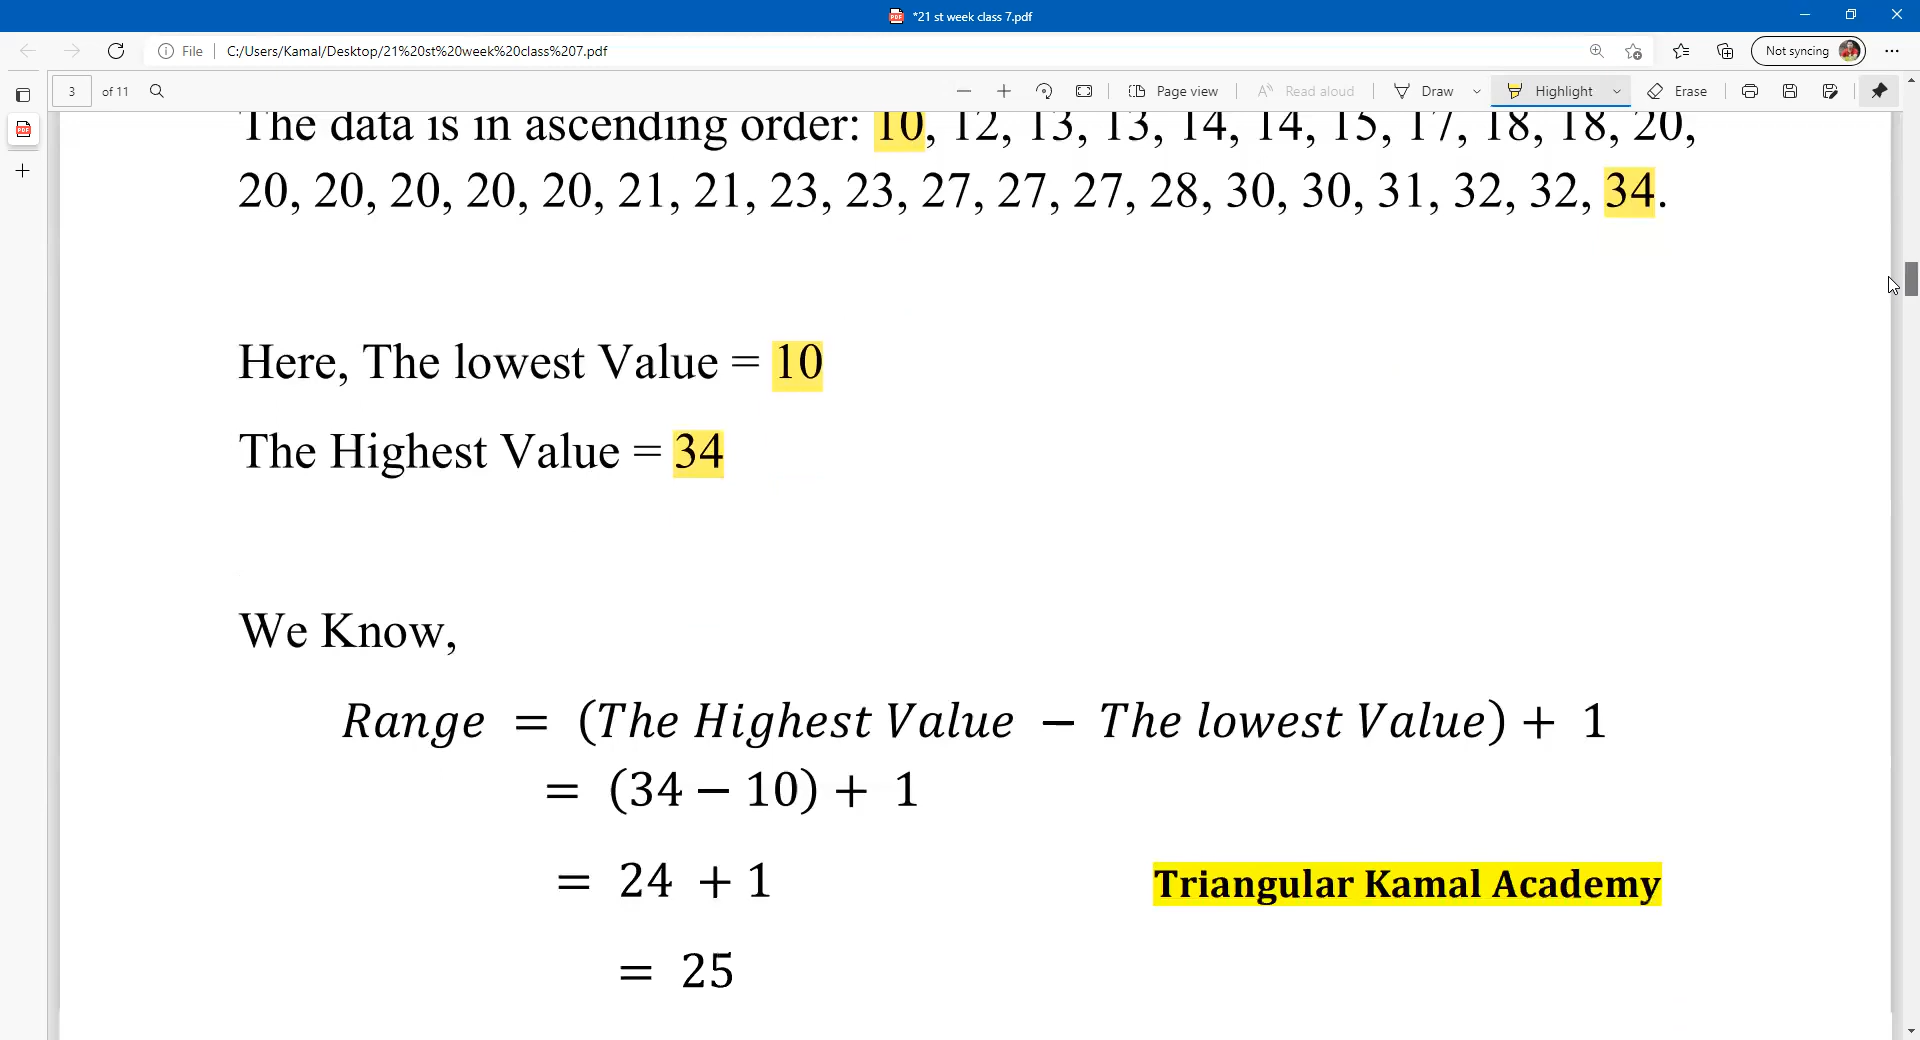 *21 st week class 7.pdf
File
C:/Users/Kamal/Desktop/21%20st%20week%20class%207.pdf
Not syncing
3 of 11
Page view
Read aloud
Draw
Highlight
Erase
The data is in ascending order: 10, 12, 13, 13, 14, 14, 15, 17, 18, 18, 20,
20, 20, 20, 20, 20, 21, 21, 23, 23, 27, 27, 27, 28, 30, 30, 31, 32, 32, 34.
Here, The lowest Value = 10
The Highest Value = 34
We Know,
Range = (The Highest Value − The lowest Value) + 1
= (34 − 10) + 1
= 24 + 1
Triangular Kamal Academy
= 25